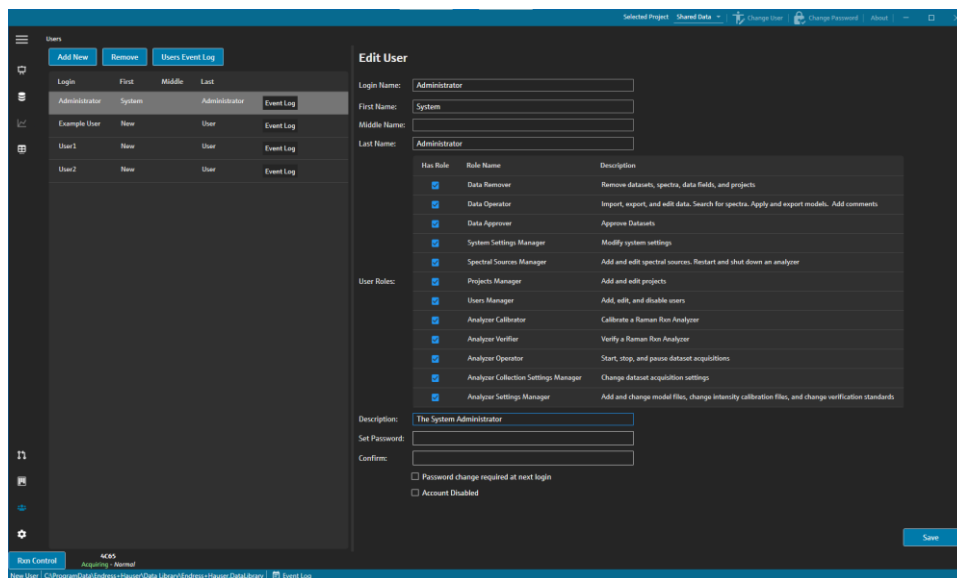 Selected Project Shared Data Change User Change Password About
Users
Add New Remove Users Event Log
Login First Middle Last
Administrator System Administrator Event Log
Example User New User Event Log
User1 New User Event Log
User2 New User Event Log
Edit User
Login Name: Administrator
First Name: System
Middle Name:
Last Name: Administrator
Has Role Role Name Description
Data Remover Remove datasets, spectra, data fields, and projects
Data Operator Import, export, and edit data. Search for spectra. Apply and export models. Add comments
Data Approver Approve Datasets
System Settings Manager Modify system settings
Spectral Sources Manager Add and edit spectral sources. Restart and shut down an analyzer
User Roles: Projects Manager Add and edit projects
Users Manager Add, edit, and disable users
Analyzer Calibrator Calibrate a Raman Rxn Analyzer
Analyzer Verifier Verify a Raman Rxn Analyzer
Analyzer Operator Start, stop, and pause dataset acquisitions
Analyzer Collection Settings Manager Change dataset acquisition settings
Analyzer Settings Manager Add and change model files, change intensity calibration files, and change verification standards
Description: The System Administrator
Set Password:
Confirm:
Password change required at next login
Account Disabled
Save
Rxn Control
4C65
Acquiring - Normal
New User C:\ProgramData\Endress+Hauser\Data Library\Endress+Hauser.DataLibrary Event Log